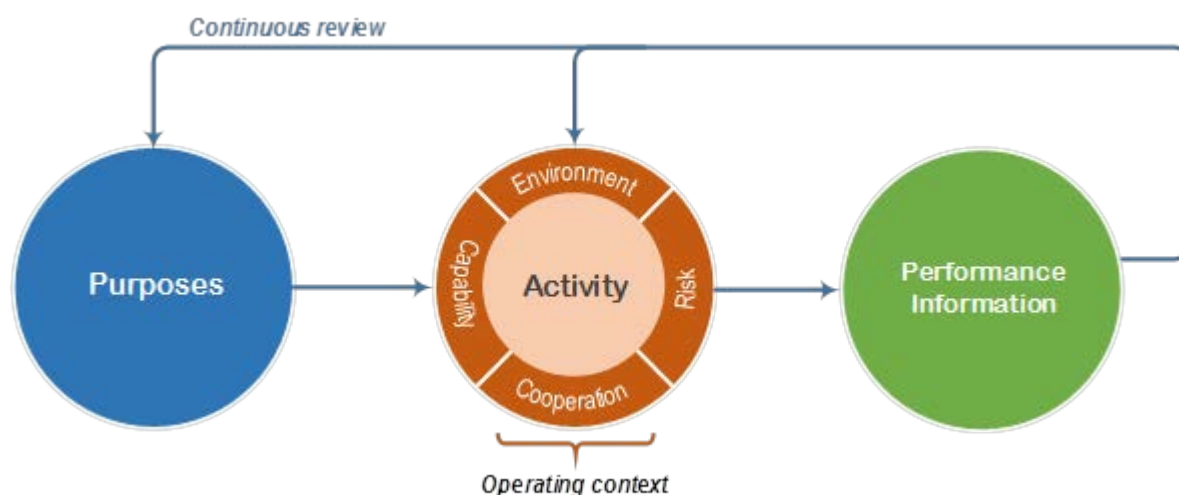 Continuous review
Environment
Purposes
Capability
Activity
Risk
Performance
Information
Cooperation
Operating context